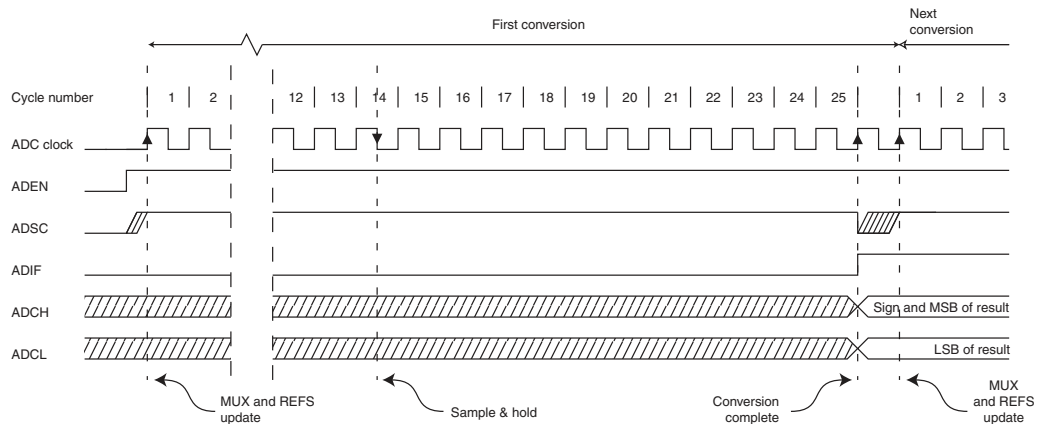 First conversion
Next
conversion
Cycle number 1 2 12 13 14 15 16 17 18 19 20 21 22 23 24 25 1 2 3
ADC clock
ADEN
ADSC
ADIF
ADCH Sign and MSB of result
ADCL LSB of result
MUX and REFS
update
Sample & hold
Conversion
complete
MUX
and REFS
update